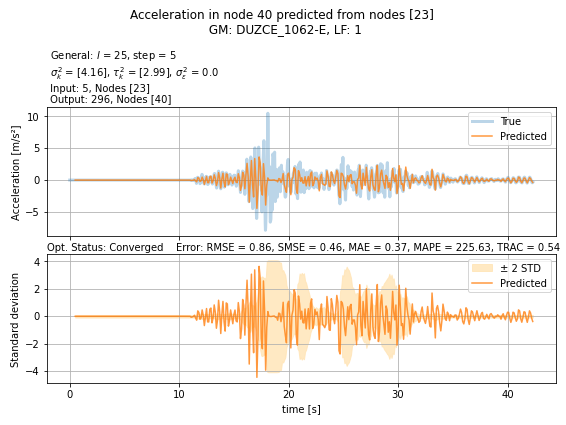 Acceleration in node 40 predicted from nodes [23]
GM: DUZCE_1062-E, LF: 1
General: l = 25, step = 5
σ²ₖ = [4.16], τ²ₖ = [2.99], σ²ε = 0.0
Input: 5, Nodes [23]
Output: 296, Nodes [40]
Acceleration [m/s²]
10
5
0
−5
True
Predicted
Opt. Status: Converged Error: RMSE = 0.86, SMSE = 0.46, MAE = 0.37, MAPE = 225.63, TRAC = 0.54
Standard deviation
4
2
0
−2
−4
± 2 STD
Predicted
0 10 20 30 40
time [s]